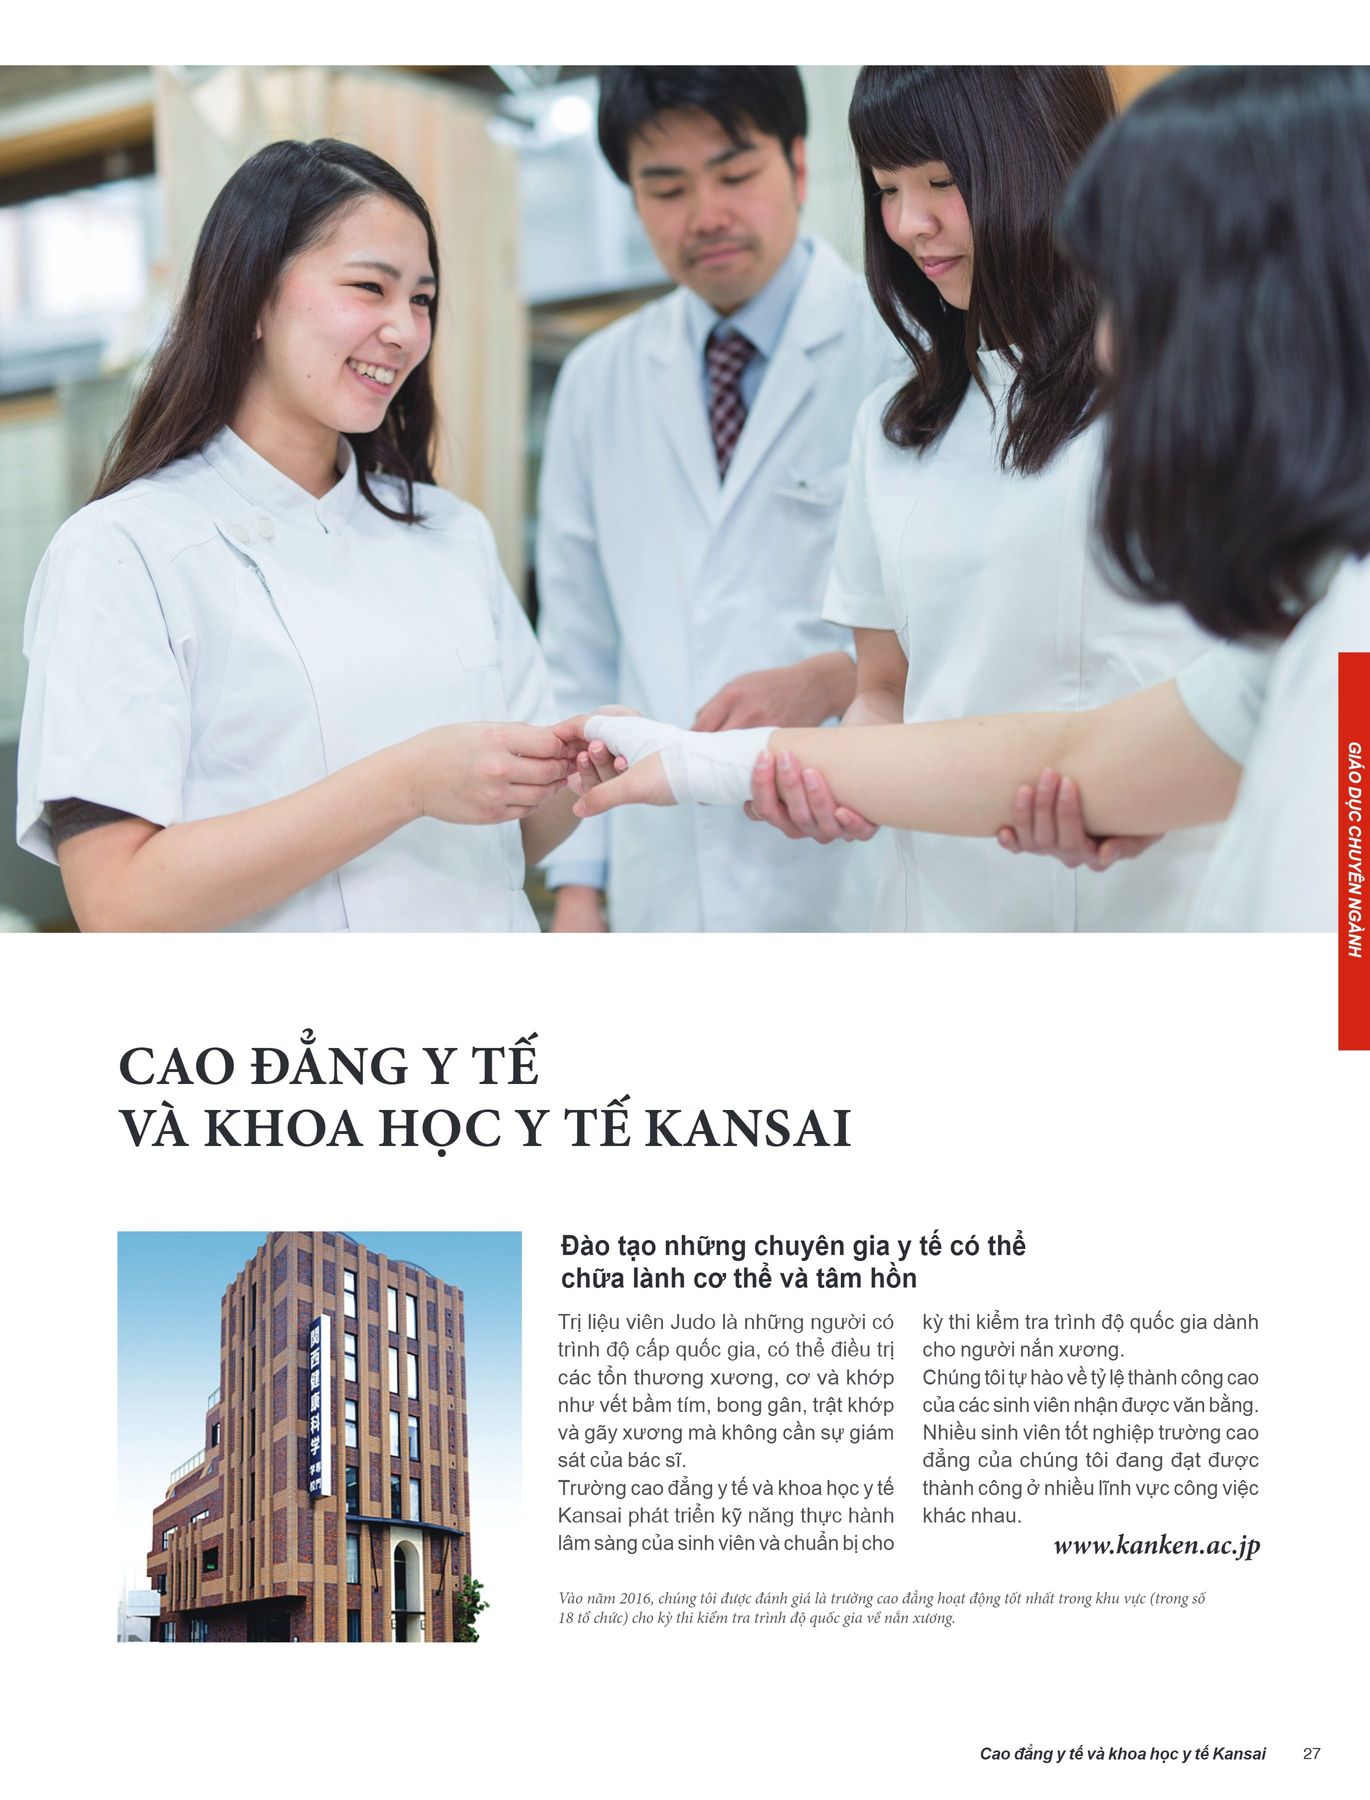 GIÁO DỤC CHUYÊN NGÀNH
CAO ĐẲNG Y TẾ
VÀ KHOA HỌC Y TẾ KANSAI
関西健康科学
専門
学校
Đào tạo những chuyên gia y tế có thể
chữa lành cơ thể và tâm hồn
Trị liệu viên Judo là những người có
trình độ cấp quốc gia, có thể điều trị
các tổn thương xương, cơ và khớp
như vết bầm tím, bong gân, trật khớp
và gãy xương mà không cần sự giám
sát của bác sĩ.
Trường cao đẳng y tế và khoa học y tế
Kansai phát triển kỹ năng thực hành
lâm sàng của sinh viên và chuẩn bị cho
kỳ thi kiểm tra trình độ quốc gia dành
cho người nắn xương.
Chúng tôi tự hào về tỷ lệ thành công cao
của các sinh viên nhận được văn bằng.
Nhiều sinh viên tốt nghiệp trường cao
đẳng của chúng tôi đang đạt được
thành công ở nhiều lĩnh vực công việc
khác nhau.
www.kanken.ac.jp
Vào năm 2016, chúng tôi được đánh giá là trường cao đẳng hoạt động tốt nhất trong khu vực (trong số
18 tổ chức) cho kỳ thi kiểm tra trình độ quốc gia về nắn xương.
Cao đẳng y tế và khoa học y tế Kansai 27